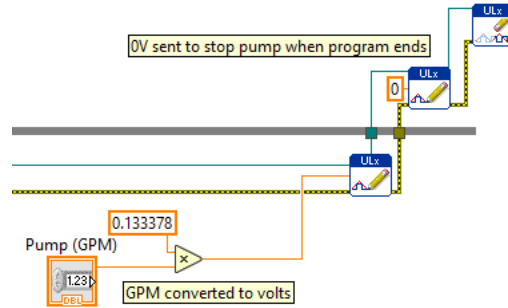 ULx
0V sent to stop pump when program ends
ULx
0
ULx
0.133378
Pump (GPM)
1.23
DBL
GPM converted to volts